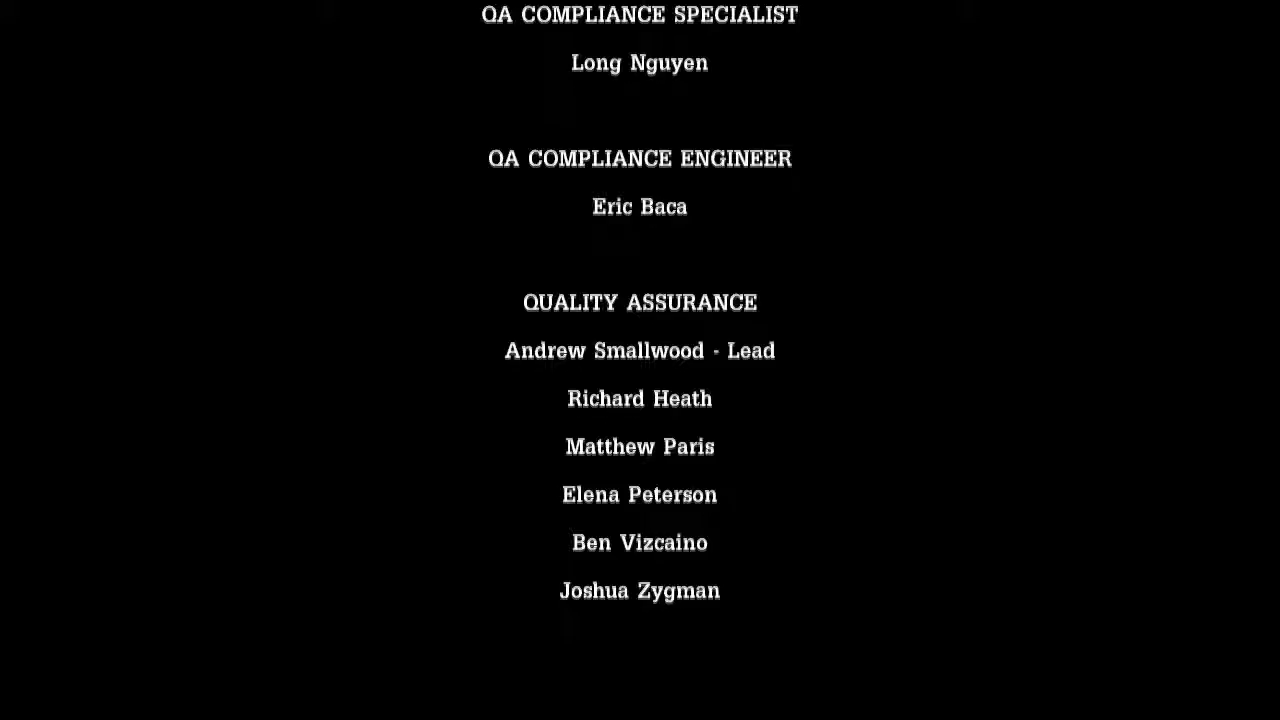 QA COMPLIANCE SPECIALIST
Long Nguyen
QA COMPLIANCE ENGINEER
Eric Baca
QUALITY ASSURANCE
Andrew Smallwood - Lead
Richard Heath
Matthew Paris
Elena Peterson
Ben Vizcaino
Joshua Zygman